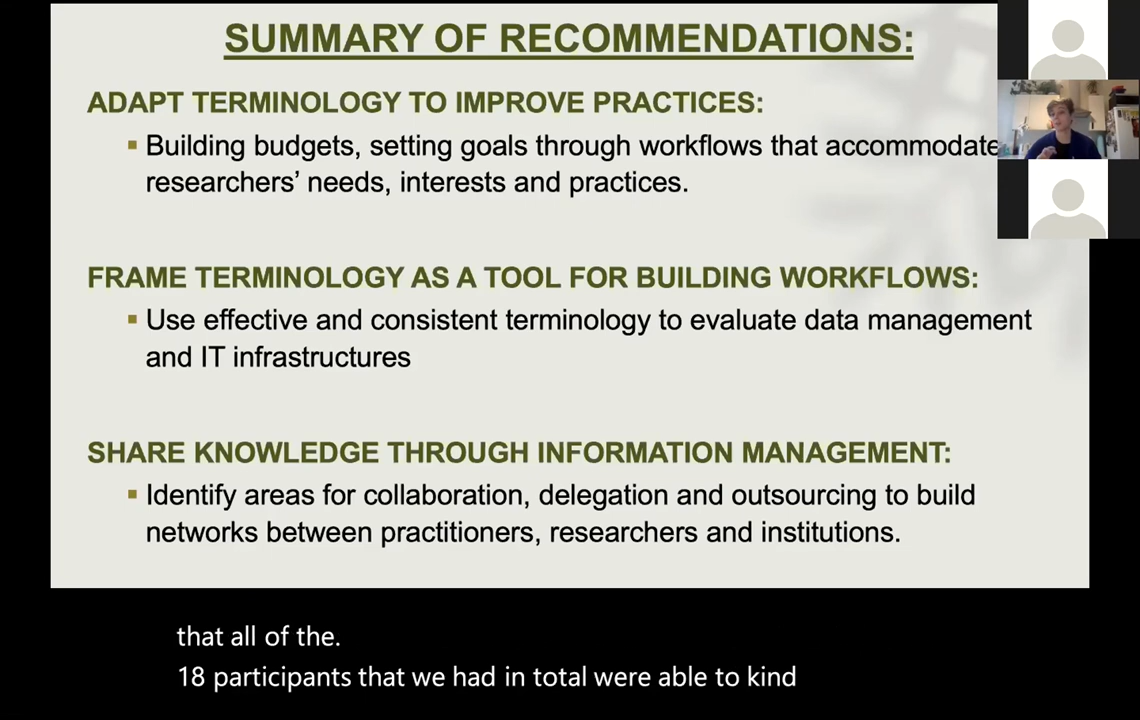 SUMMARY OF RECOMMENDATIONS:
ADAPT TERMINOLOGY TO IMPROVE PRACTICES:
▪ Building budgets, setting goals through workflows that accommodate
researchers’ needs, interests and practices.
FRAME TERMINOLOGY AS A TOOL FOR BUILDING WORKFLOWS:
▪ Use effective and consistent terminology to evaluate data management
and IT infrastructures
SHARE KNOWLEDGE THROUGH INFORMATION MANAGEMENT:
▪ Identify areas for collaboration, delegation and outsourcing to build
networks between practitioners, researchers and institutions.
that all of the.
18 participants that we had in total were able to kind